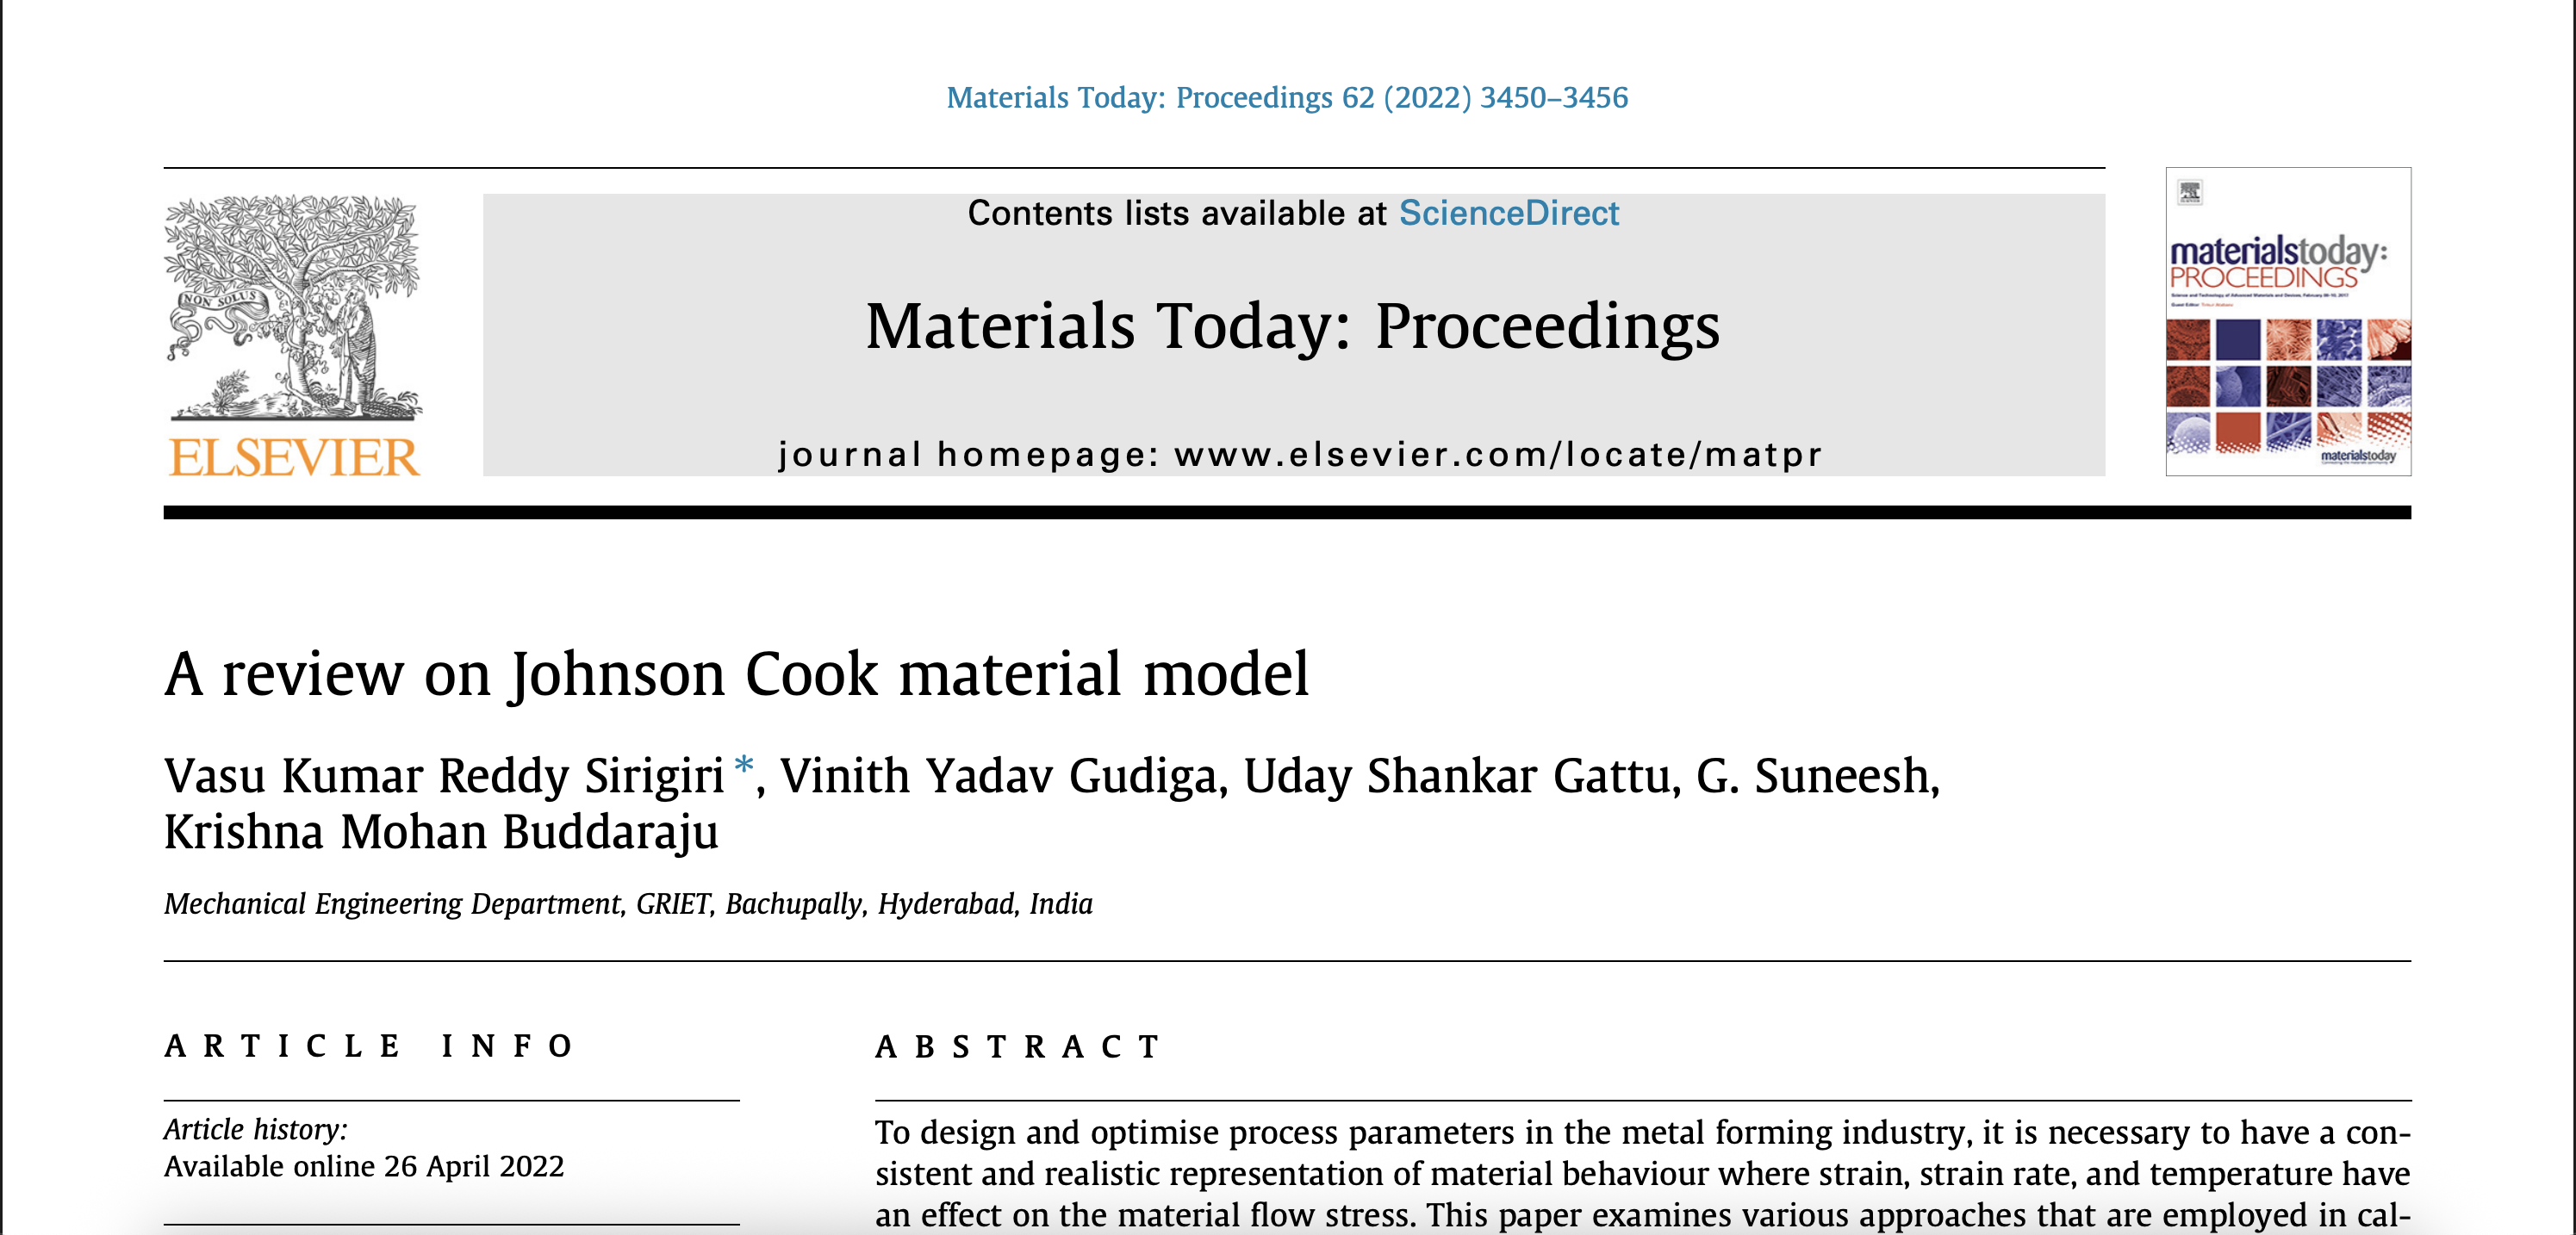 Materials Today: Proceedings 62 (2022) 3450–3456
Contents lists available at ScienceDirect
Materials Today: Proceedings
journal homepage: www.elsevier.com/locate/matpr
NON SOLUS
ELSEVIER
materialstoday:
PROCEEDINGS
materialstoday
A review on Johnson Cook material model
Vasu Kumar Reddy Sirigiri *, Vinith Yadav Gudiga, Uday Shankar Gattu, G. Suneesh,
Krishna Mohan Buddaraju
Mechanical Engineering Department, GRIET, Bachupally, Hyderabad, India
ARTICLE INFO
Article history:
Available online 26 April 2022
ABSTRACT
To design and optimise process parameters in the metal forming industry, it is necessary to have a con-
sistent and realistic representation of material behaviour where strain, strain rate, and temperature have
an effect on the material flow stress. This paper examines various approaches that are employed in cal-